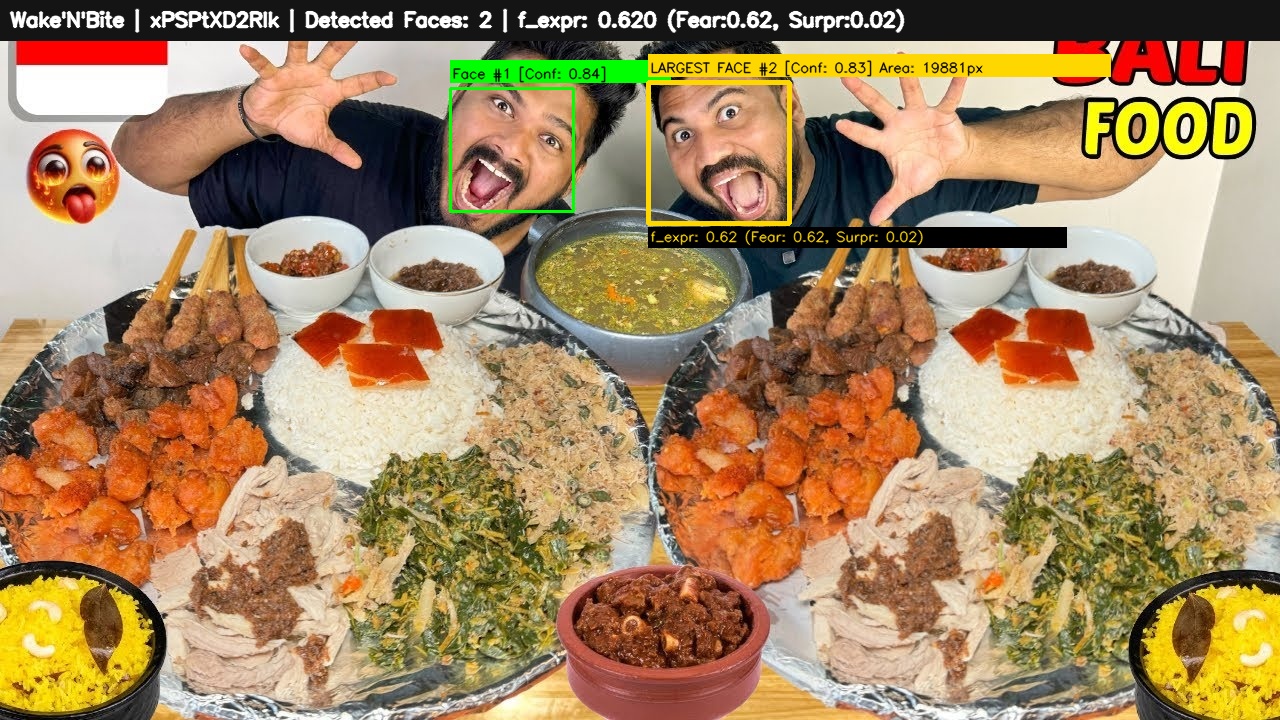 Wake'N'Bite | xPSPtXD2RIk | Detected Faces: 2 | f_expr: 0.620 (Fear:0.62, Surpr:0.02)
Face #1 [Conf: 0.84]
LARGEST FACE #2 [Conf: 0.83] Area: 19881px
BALI
FOOD
f_expr: 0.62 (Fear: 0.62, Surpr: 0.02)